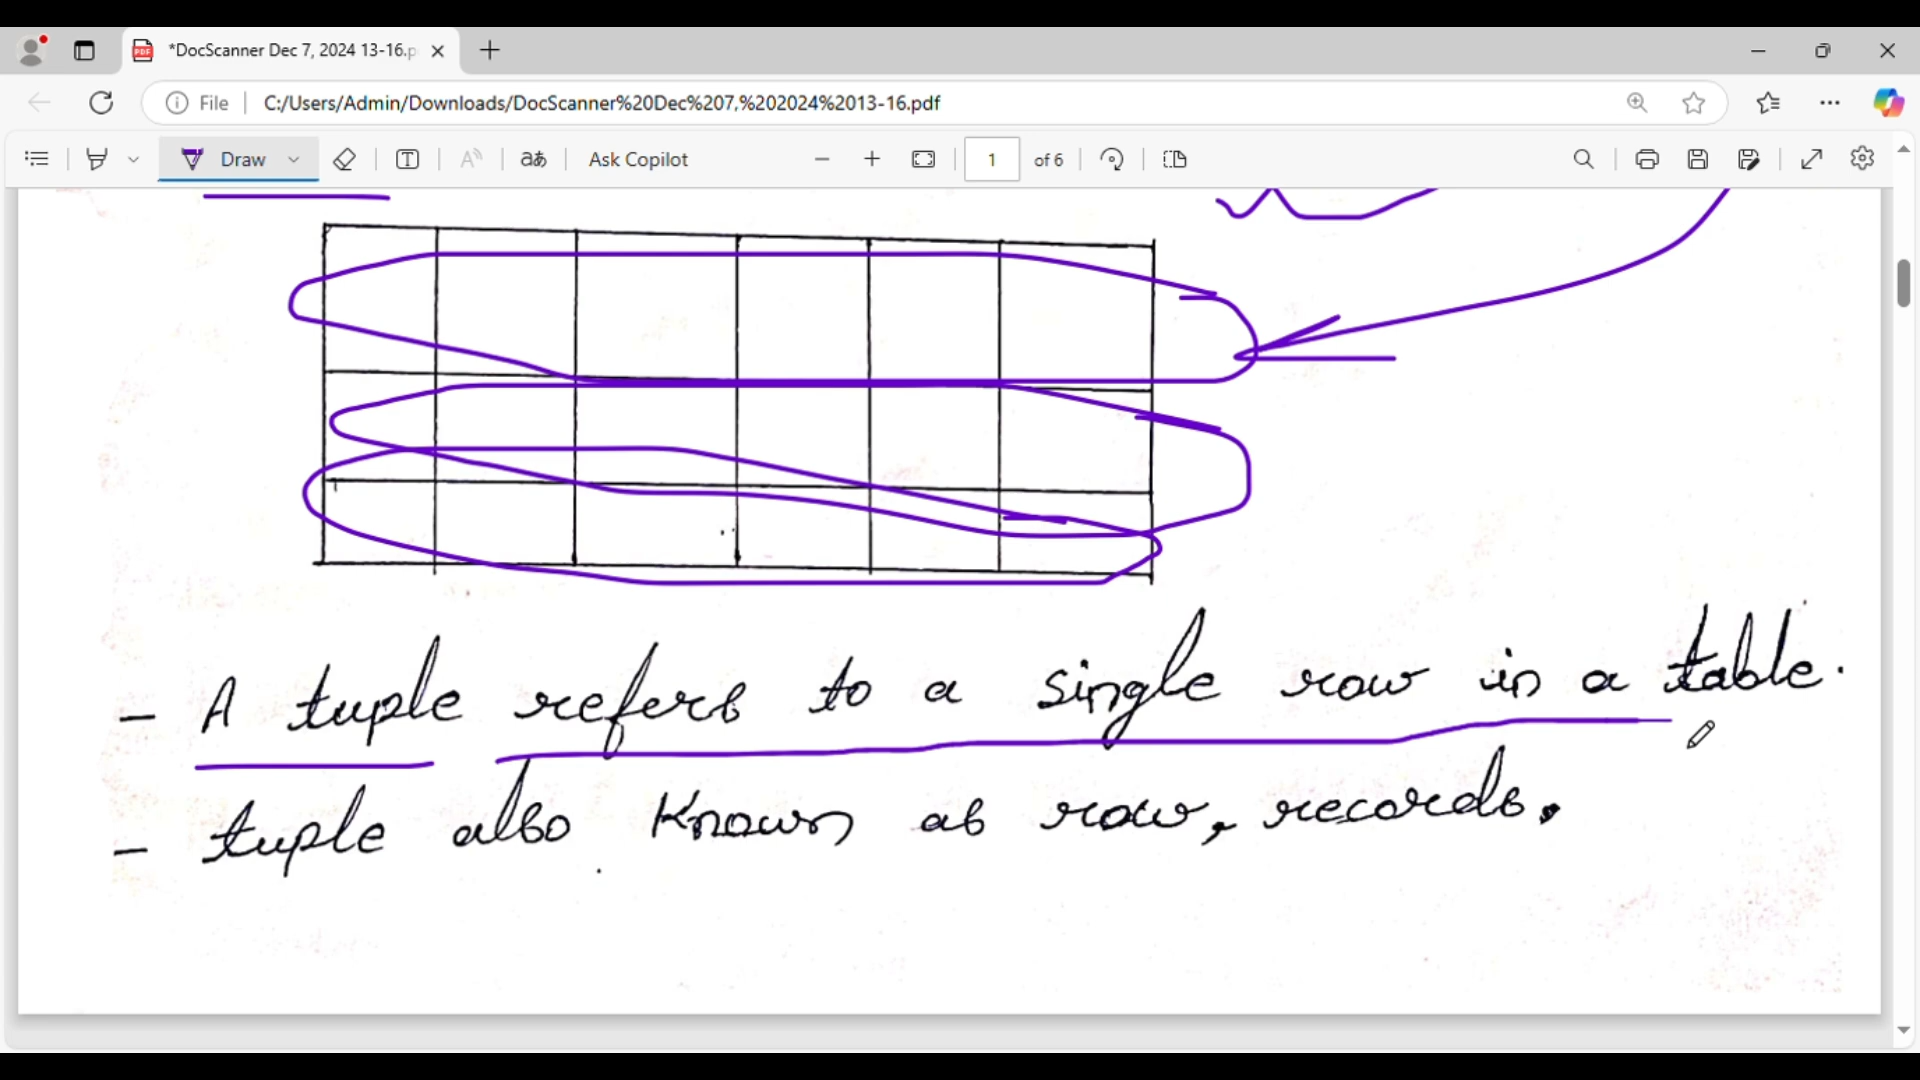 *DocScanner Dec 7, 2024 13-16.p
File C:/Users/Admin/Downloads/DocScanner%20Dec%207,%202024%2013-16.pdf
Draw Ask Copilot 1 of 6
- A tuple refers to a single row in a table.
- tuple also known as row, records.